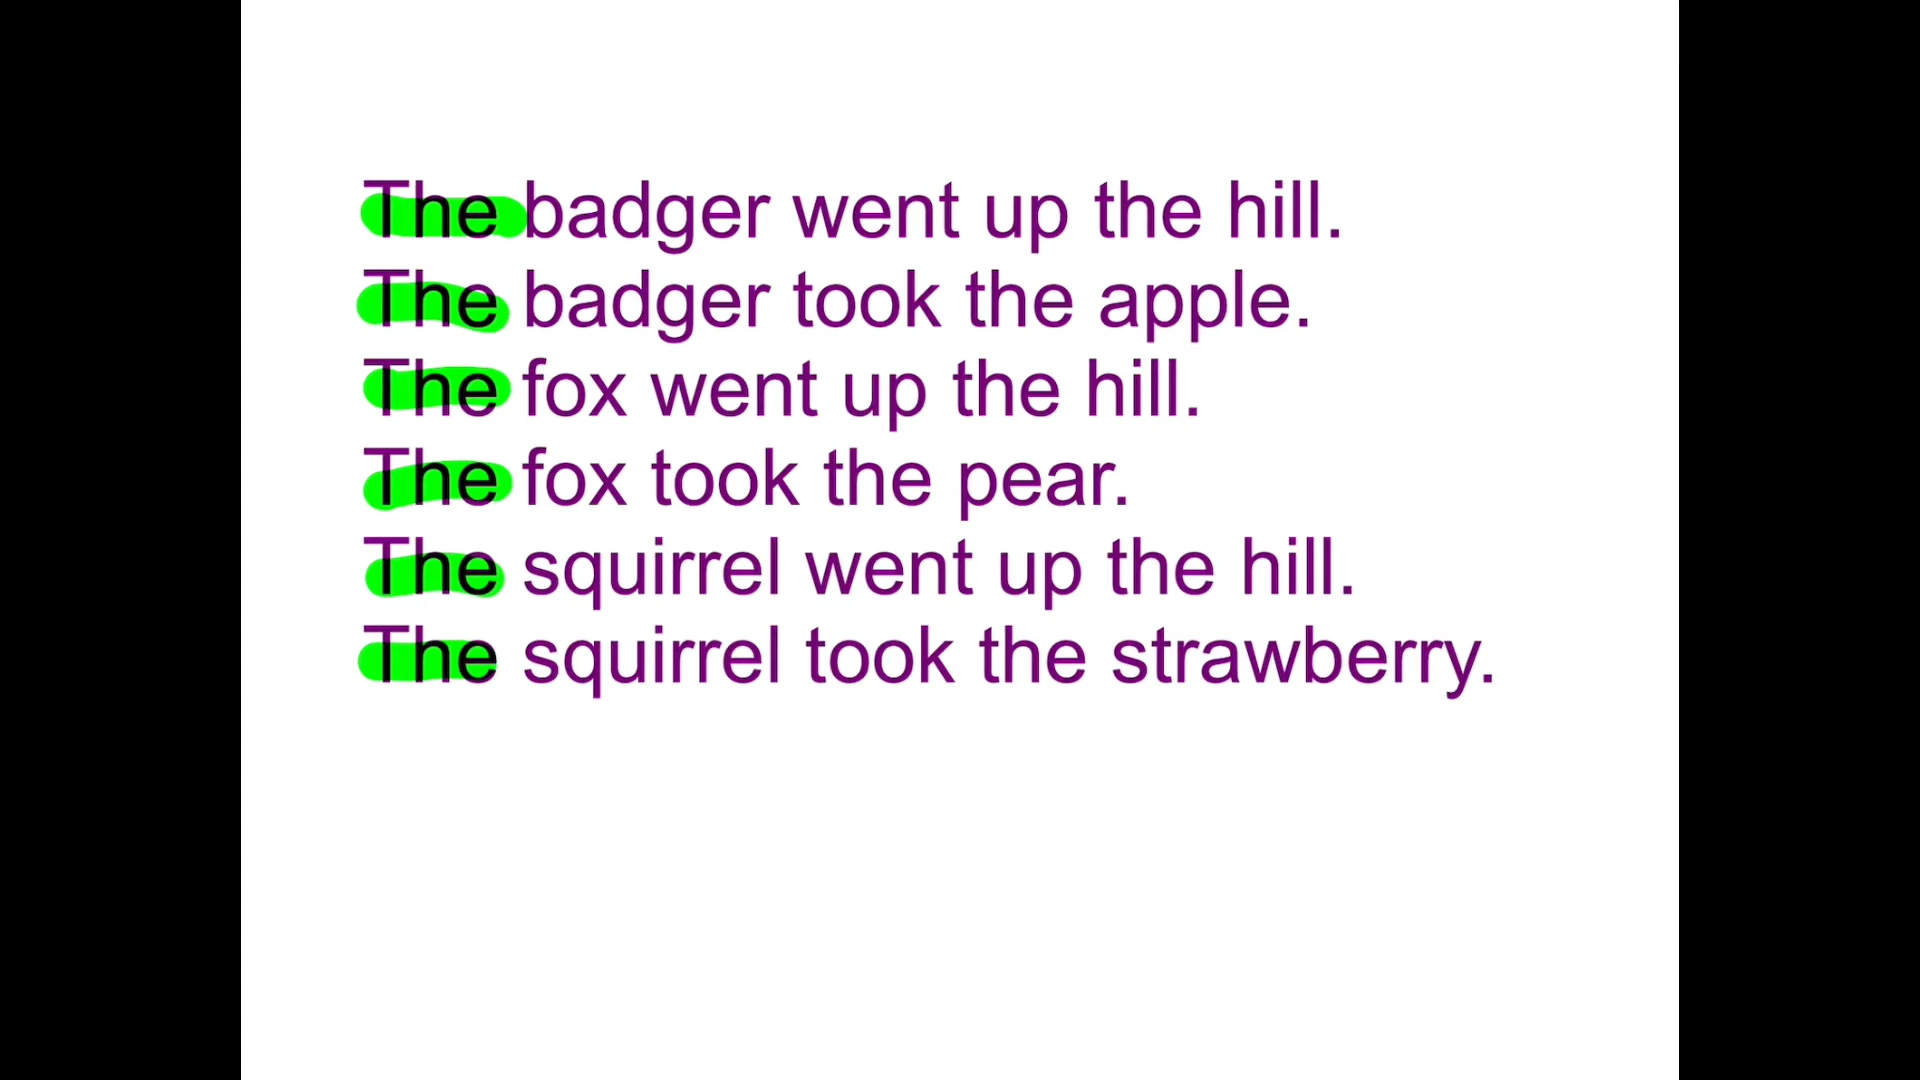 The badger went up the hill.
The badger took the apple.
The fox went up the hill.
The fox took the pear.
The squirrel went up the hill.
The squirrel took the strawberry.